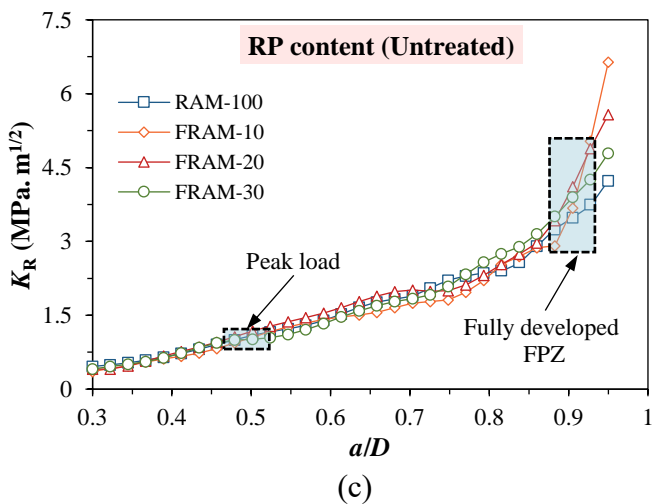 RP content (Untreated)
RAM-100
FRAM-10
FRAM-20
FRAM-30
Peak load
Fully developed
FPZ
K_R (MPa. m^{1/2})
7.5
6
4.5
3
1.5
0
0.3 0.4 0.5 0.6 0.7 0.8 0.9 1
a/D
(c)